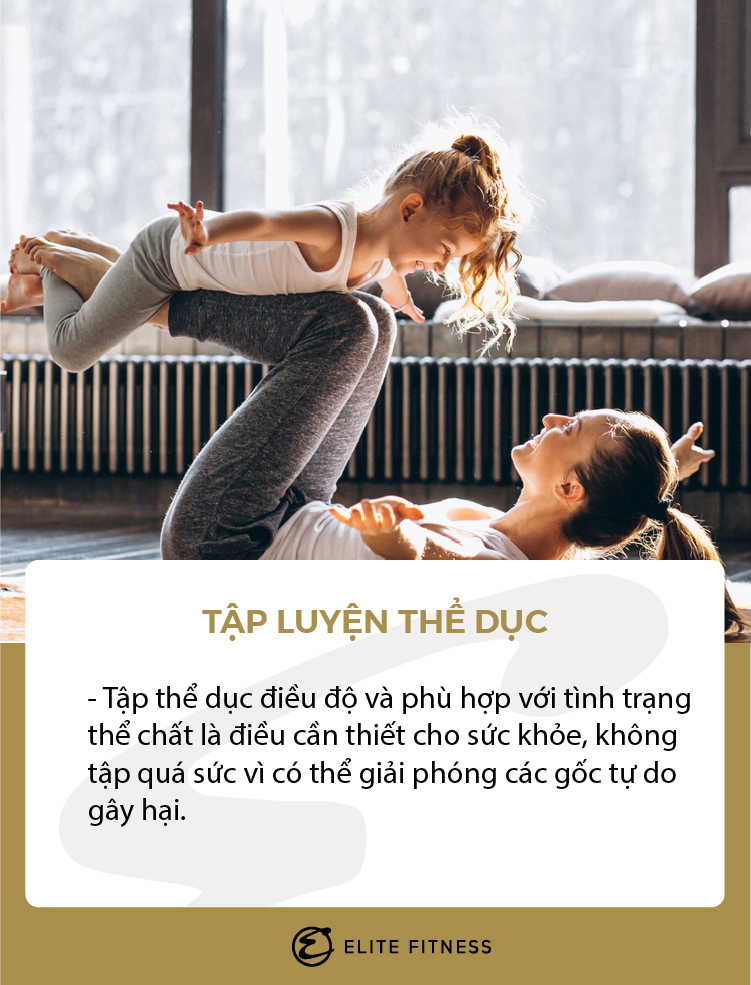 TẬP LUYỆN THỂ DỤC
- Tập thể dục điều độ và phù hợp với tình trạng
thể chất là điều cần thiết cho sức khỏe, không
tập quá sức vì có thể giải phóng các gốc tự do
gây hại.
ELITE FITNESS